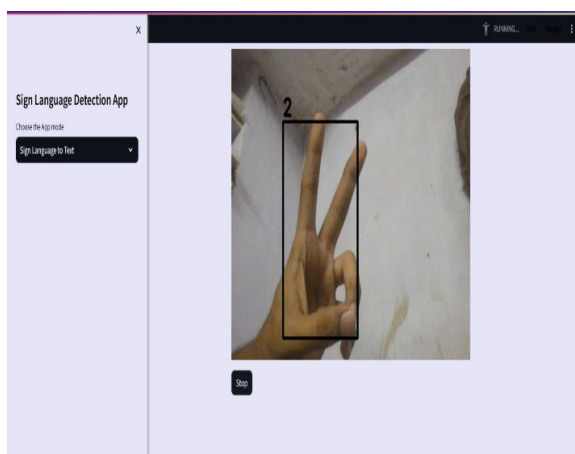 X
RUNNING...
Sign Language Detection App
Choose the App mode
Sign Language to Text
2
Stop